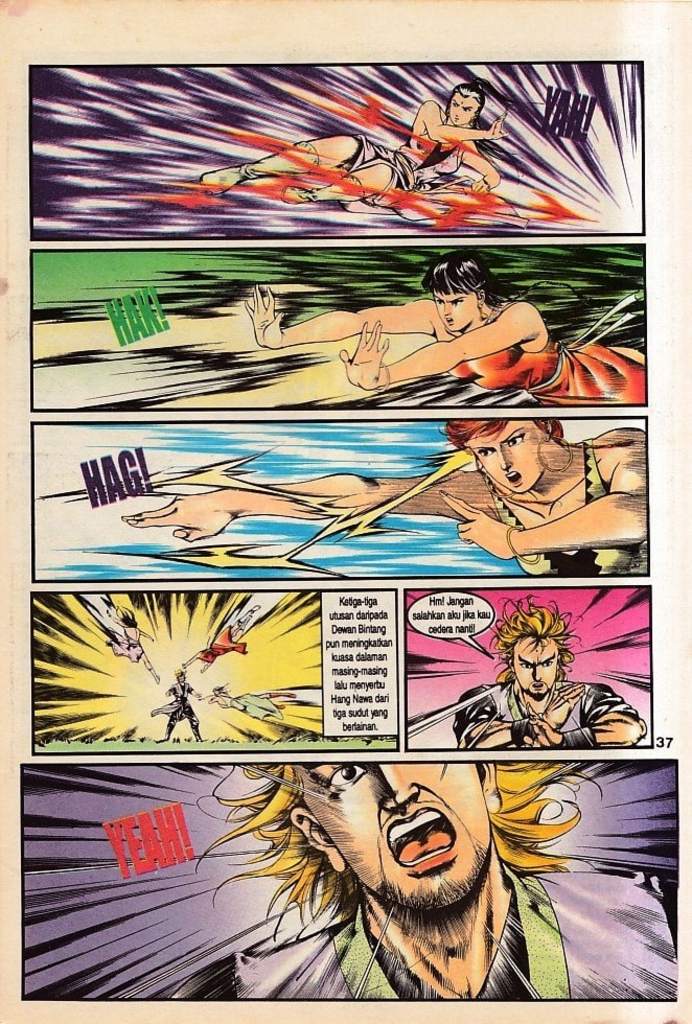 YAH!
HAK!
HAG!
Ketiga-tiga
utusan daripada
Dewan Bintang
pun meningkatkan
kuasa dalaman
masing-masing
lalu menyerbu
Hang Nawa dari
tiga sudut yang
berlainan.
Hm! Jangan
salahkan aku jika kau
cedera nanti!
37
YEAH!